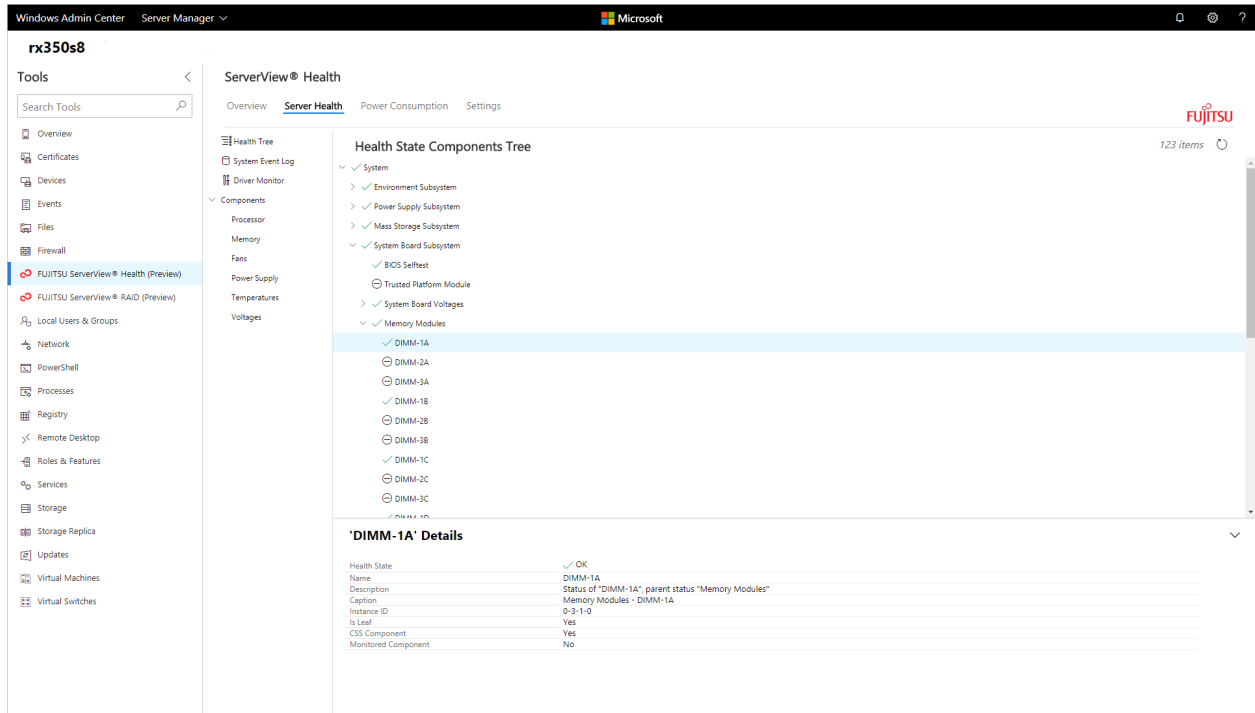 Windows Admin Center Server Manager
Microsoft
?
rx350s8
Tools
Search Tools
Overview
Certificates
Devices
Events
Files
Firewall
FUJITSU ServerView® Health (Preview)
FUJITSU ServerView® RAID (Preview)
Local Users & Groups
Network
PowerShell
Processes
Registry
Remote Desktop
Roles & Features
Services
Storage
Storage Replica
Updates
Virtual Machines
Virtual Switches
ServerView® Health
Overview Server Health Power Consumption Settings
FUJITSU
Health Tree
System Event Log
Driver Monitor
Components
Processor
Memory
Fans
Power Supply
Temperatures
Voltages
Health State Components Tree
123 items
System
Environment Subsystem
Power Supply Subsystem
Mass Storage Subsystem
System Board Subsystem
BIOS Selftest
Trusted Platform Module
System Board Voltages
Memory Modules
DIMM-1A
DIMM-2A
DIMM-3A
DIMM-1B
DIMM-2B
DIMM-3B
DIMM-1C
DIMM-2C
DIMM-3C
DIMM-1D
'DIMM-1A' Details
Health State OK
Name DIMM-1A
Description Status of "DIMM-1A", parent status "Memory Modules"
Caption Memory Modules - DIMM-1A
Instance ID 0-3-1-0
Is Leaf Yes
CSS Component Yes
Monitored Component No